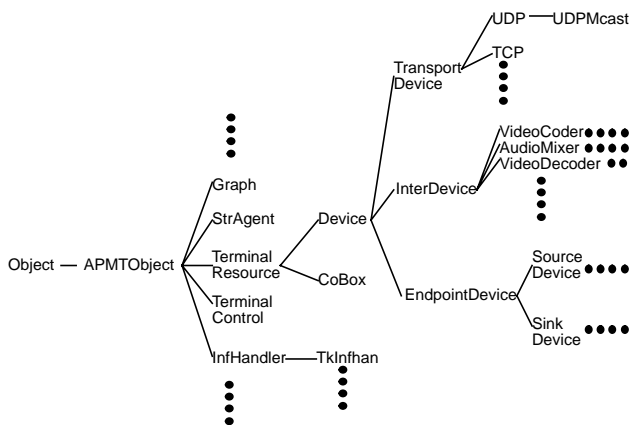 UDP UDPMcast
Transport
Device
TCP
VideoCoder
AudioMixer
VideoDecoder
Graph
InterDevice
StrAgent
Device
Object APMTObject
Terminal
Resource
CoBox
Source
Device
EndpointDevice
Terminal
Control
Sink
Device
InfHandler TkInfhan